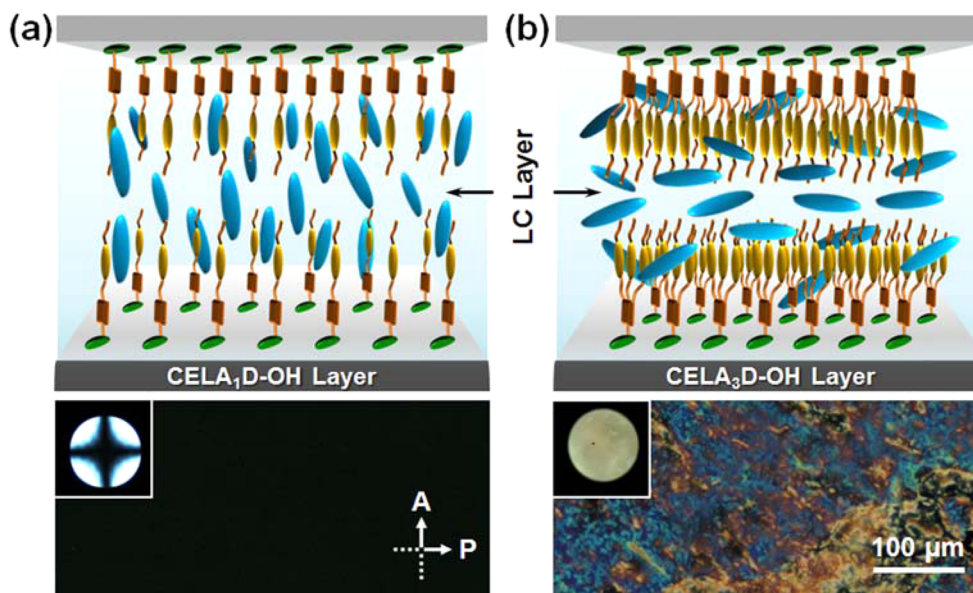 (a)
(b)
LC Layer
CELA₁D-OH Layer
CELA₃D-OH Layer
A
P
100 µm